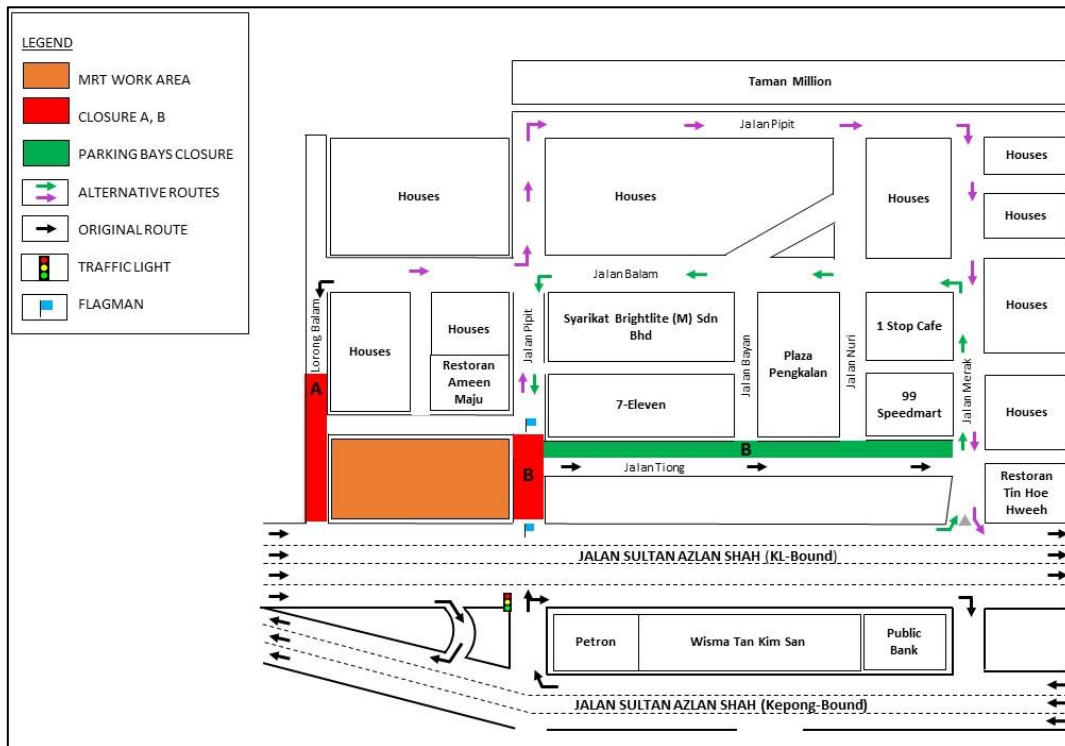 LEGEND
MRT WORK AREA
CLOSURE A, B
PARKING BAYS CLOSURE
ALTERNATIVE ROUTES
ORIGINAL ROUTE
TRAFFIC LIGHT
FLAGMAN
Taman Million
Jalan Pipit
Houses
Houses
Houses
Houses
Houses
Jalan Balam
Lorong Balam
Houses
Houses
Restoran
Ameen
Maju
Jalan Pipit
Syarikat Brightlite (M) Sdn
Bhd
7-Eleven
Jalan Bayan
Plaza
Pengkalan
Jalan Nuri
1 Stop Cafe
99
Speedmart
Jalan Merak
Houses
Houses
A
B
B
Jalan Tiong
Restoran
Tin Hoe
Hweeh
JALAN SULTAN AZLAN SHAH (KL-Bound)
Petron
Wisma Tan Kim San
Public
Bank
JALAN SULTAN AZLAN SHAH (Kepong-Bound)